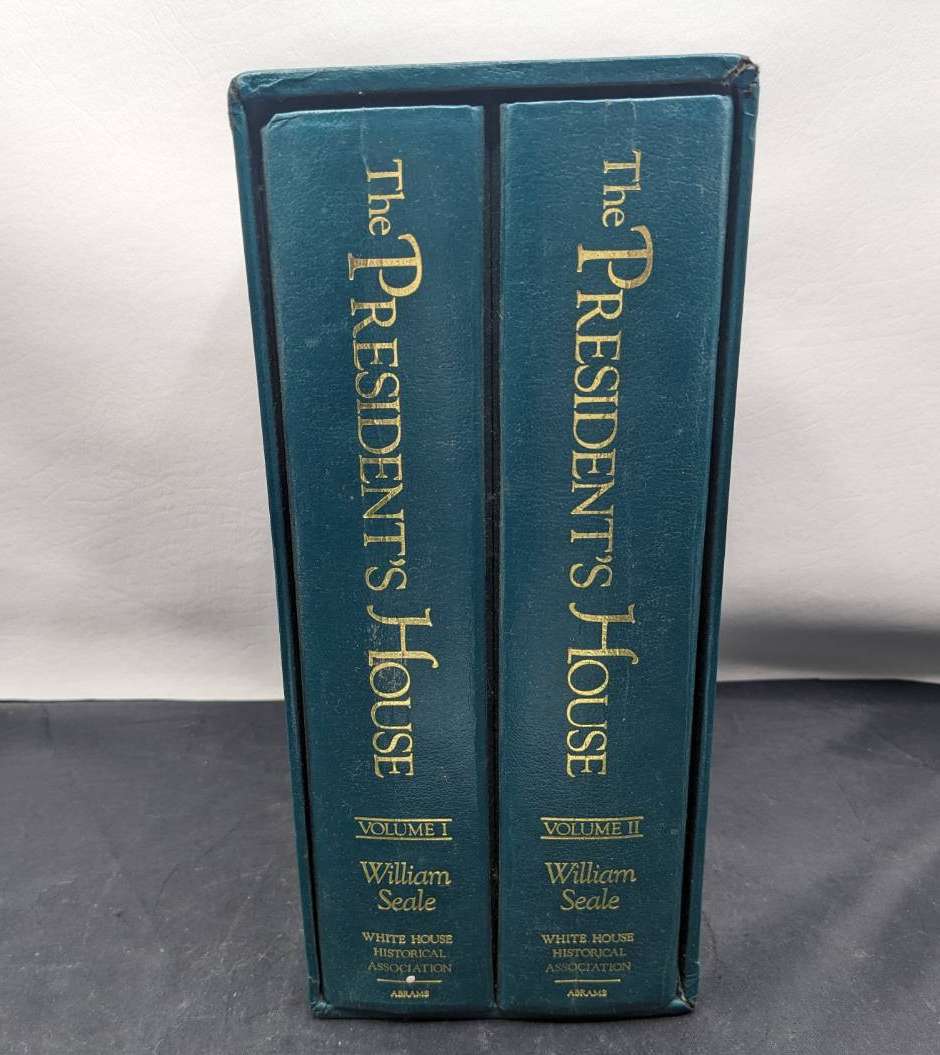 The PRESIDENT'S HOUSE
VOLUME I
William
Seale
WHITE HOUSE
HISTORICAL
ASSOCIATION
ABRAMS
The PRESIDENT'S HOUSE
VOLUME II
William
Seale
WHITE HOUSE
HISTORICAL
ASSOCIATION
ABRAMS